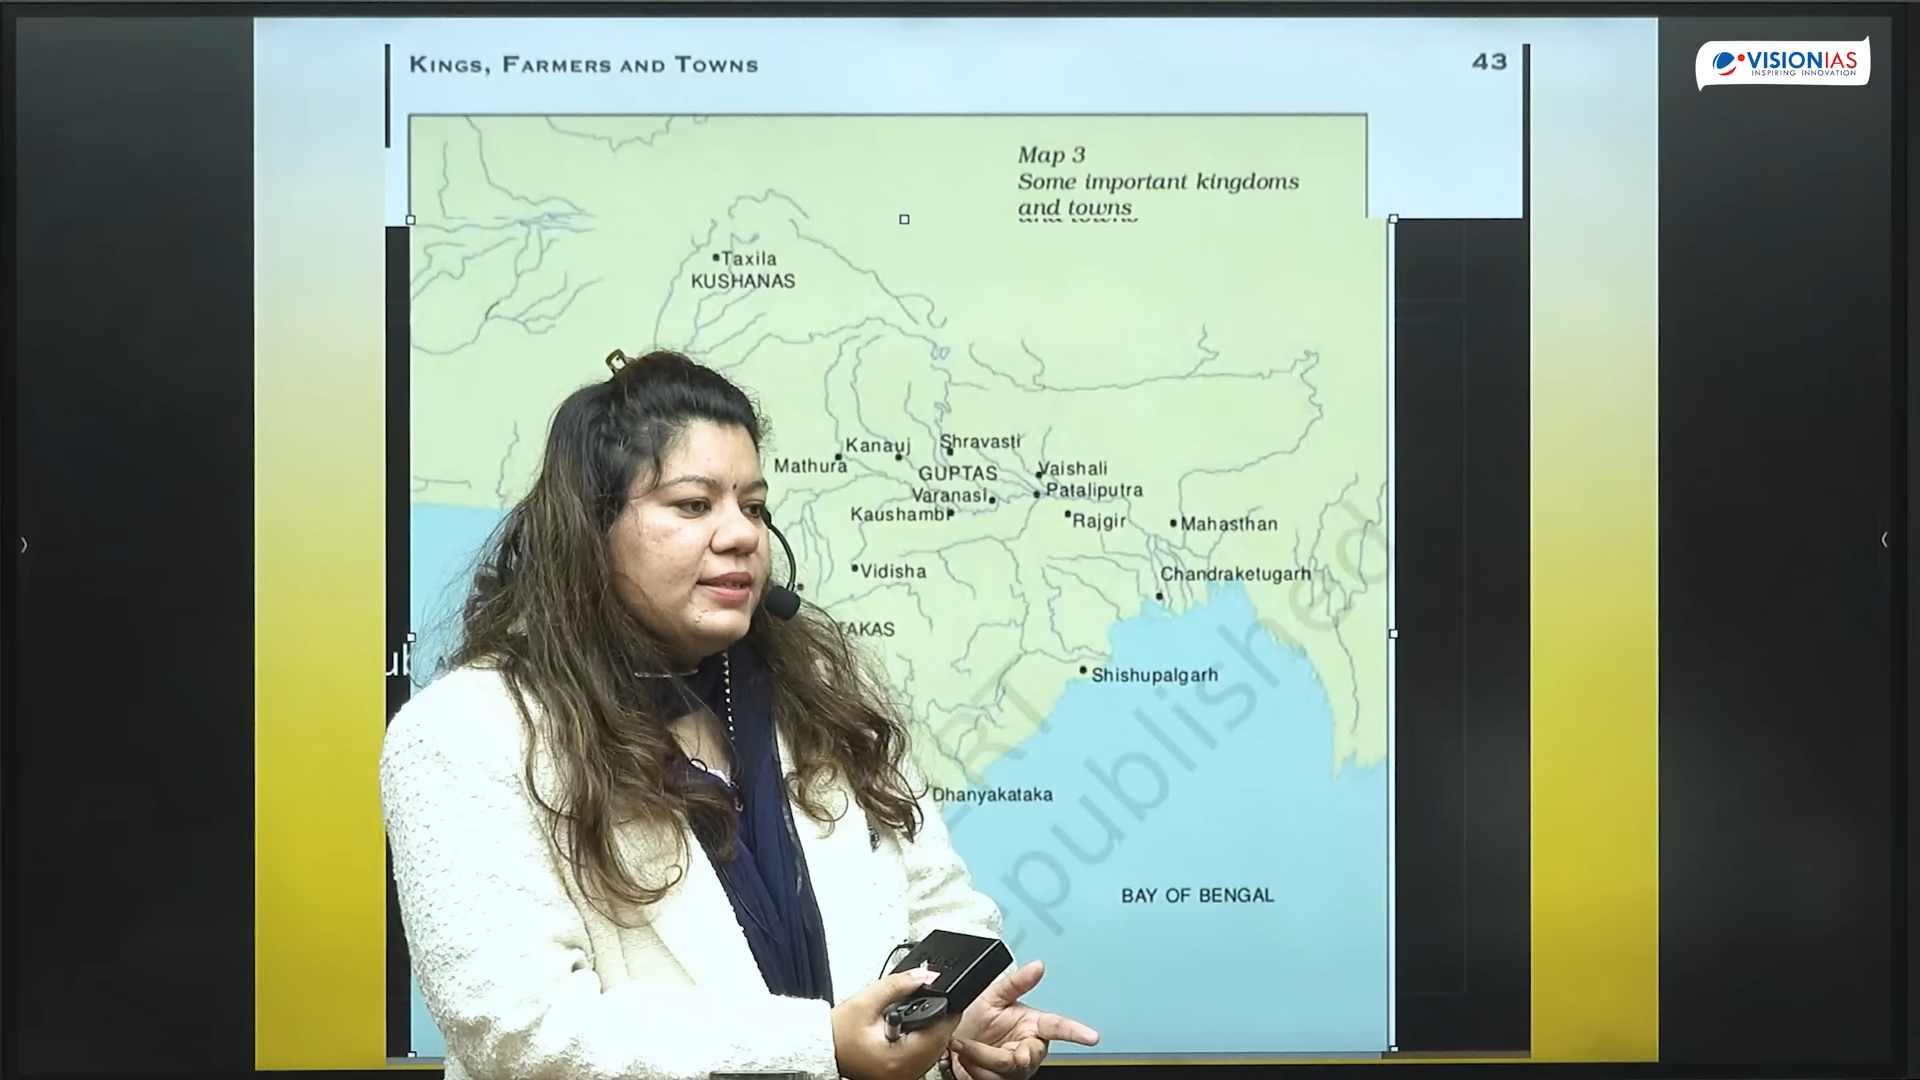 KINGS, FARMERS AND TOWNS
43
VISIONIAS
INSPIRING INNOVATION
Map 3
Some important kingdoms
and towns
Taxila
KUSHANAS
Kanauj
Shravasti
Mathura
GUPTAS
Vaishali
Varanasi
Pataliputra
Kaushambi
Rajgir
Mahasthan
Vidisha
Chandraketugarh
TAKAS
Shishupalgarh
Dhanyakataka
BAY OF BENGAL